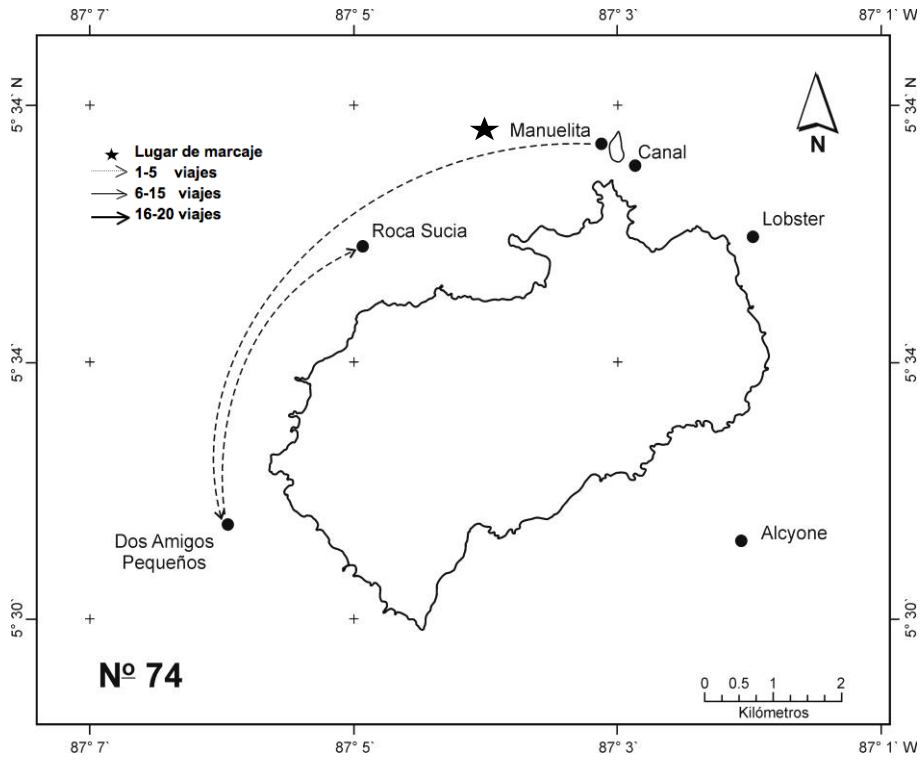 87° 7` 87° 5` 87° 3` 87° 1` W
5° 34` N 5° 34` N
Manuelita
Canal
N
Lugar de marcaje
1-5 viajes
6-15 viajes
16-20 viajes
Roca Sucia
Lobster
5° 34` 5° 34`
Dos Amigos
Pequeños
Alcyone
5° 30` 5° 30`
Nº 74
0 0.5 1 2
Kilómetros
87° 7` 87° 5` 87° 3` 87° 1` W